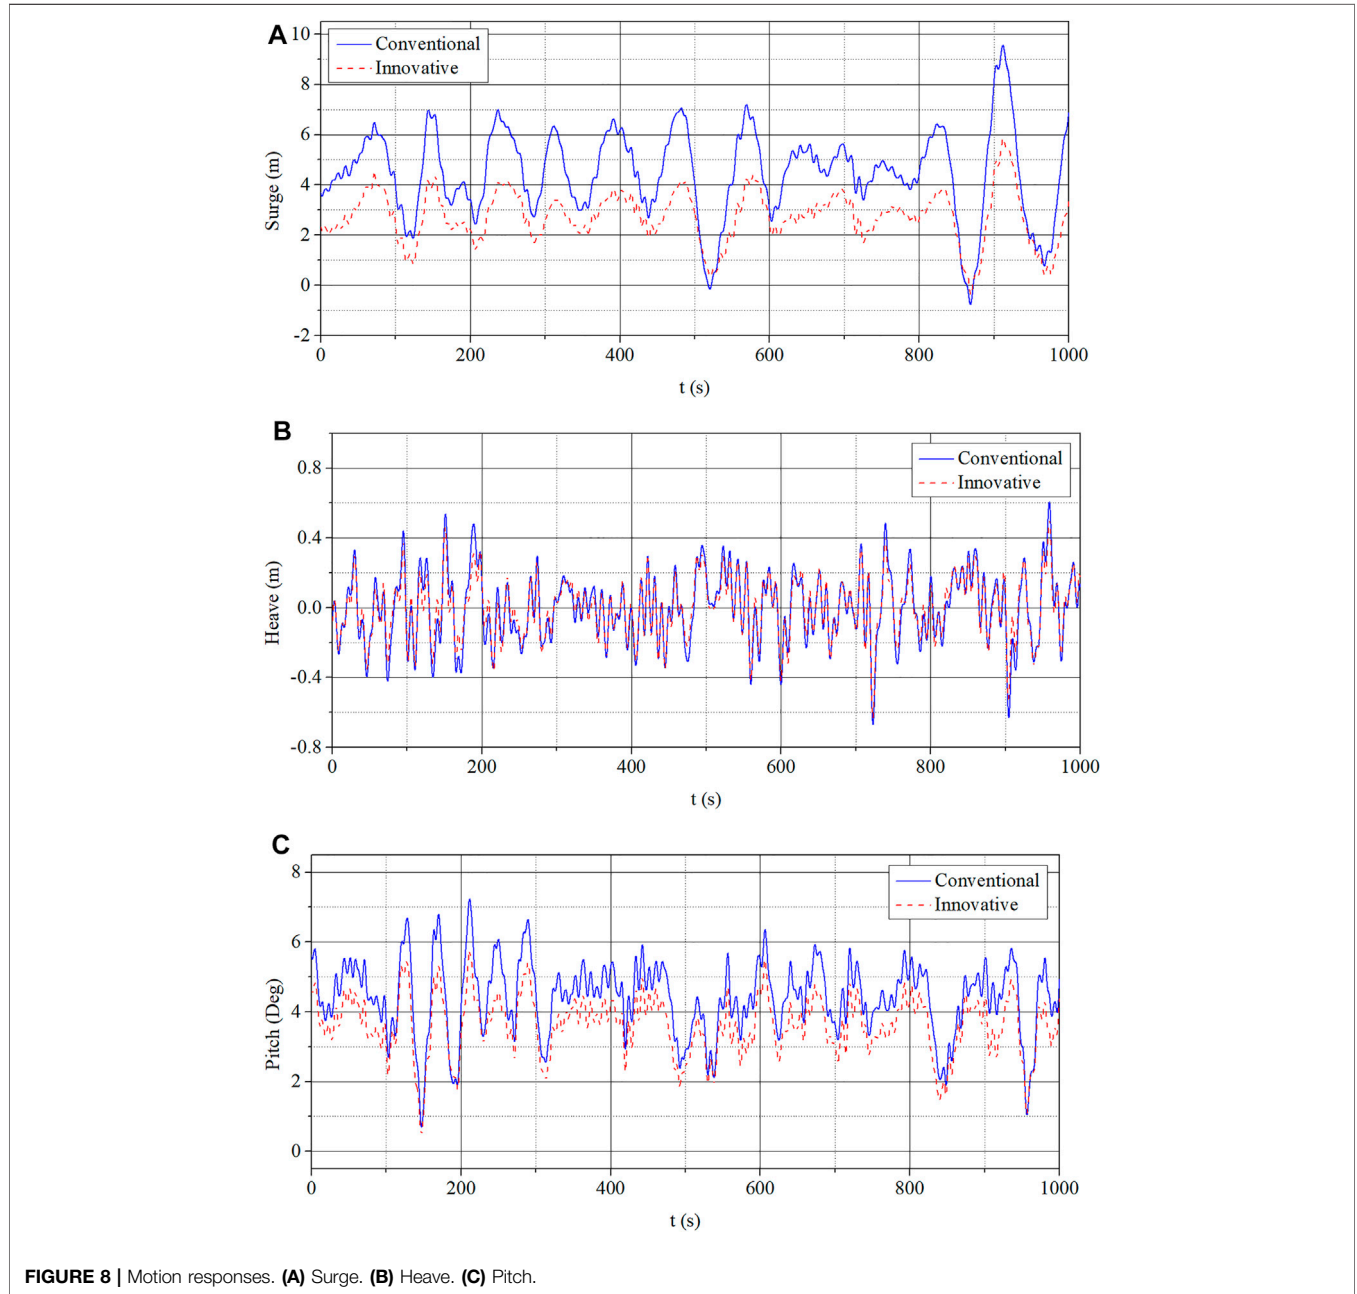 A
Conventional
Innovative
10
8
6
4
2
0
-2
Surge (m)
0 200 400 600 800 1000
t (s)
B
Conventional
Innovative
0.8
0.4
0.0
-0.4
-0.8
Heave (m)
0 200 400 600 800 1000
t (s)
C
Conventional
Innovative
8
6
4
2
0
Pitch (Deg)
0 200 400 600 800 1000
t (s)
FIGURE 8 | Motion responses. (A) Surge. (B) Heave. (C) Pitch.